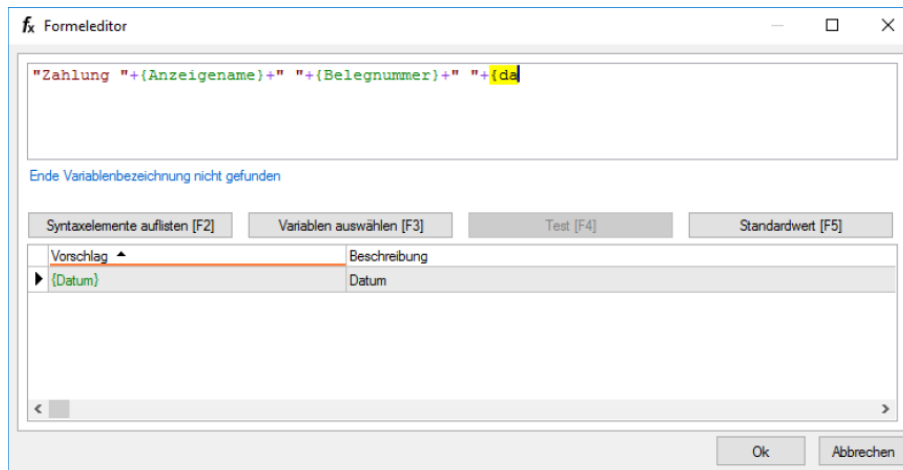 fx Formeleditor
"Zahlung "+{Anzeigename}+" "+{Belegnummer}+" "+{da
Ende Variablenbezeichnung nicht gefunden
Syntaxelemente auflisten [F2] Variablen auswählen [F3] Test [F4] Standardwert [F5]
Vorschlag Beschreibung
{Datum} Datum
Ok Abbrechen